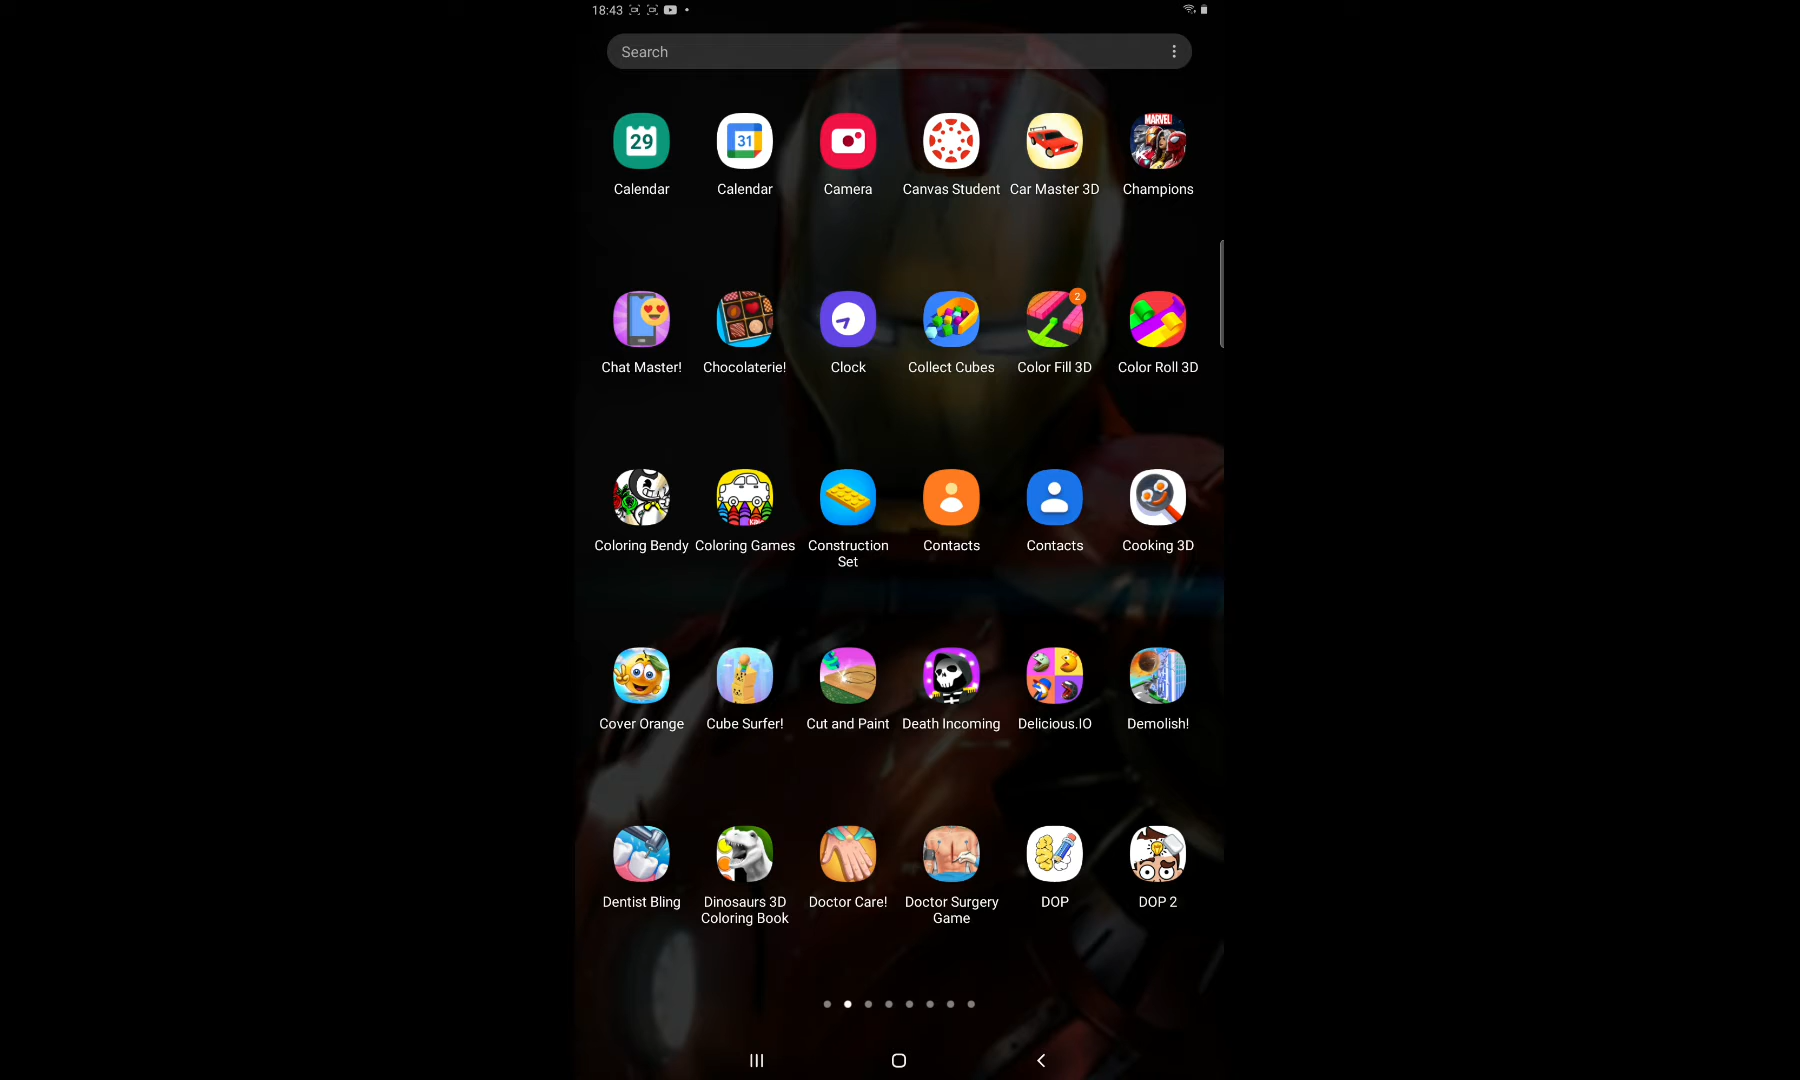 18:43
Search
29
31
MARVEL
Calendar
Calendar
Camera
Canvas Student
Car Master 3D
Champions
2
Chat Master!
Chocolaterie!
Clock
Collect Cubes
Color Fill 3D
Color Roll 3D
Coloring Bendy
Coloring Games
Construction
Set
Contacts
Contacts
Cooking 3D
Cover Orange
Cube Surfer!
Cut and Paint
Death Incoming
Delicious.IO
Demolish!
Dentist Bling
Dinosaurs 3D
Coloring Book
Doctor Care!
Doctor Surgery
Game
DOP
DOP 2